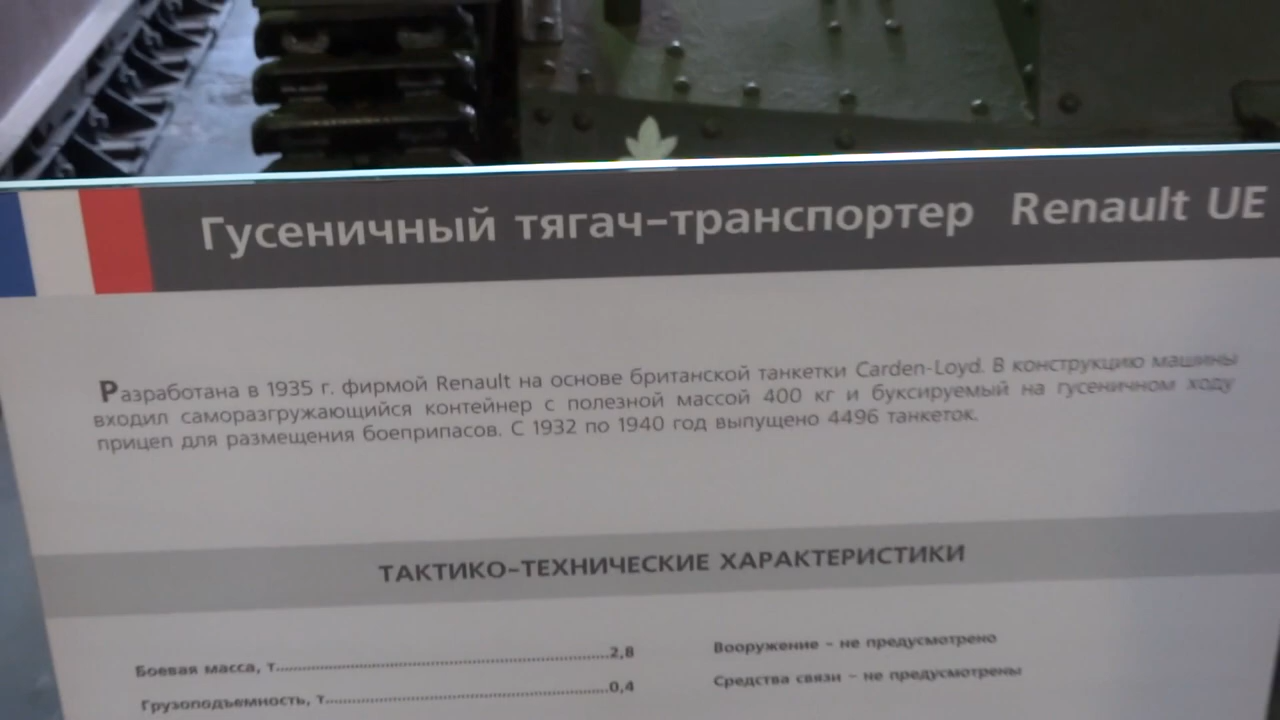 Гусеничный тягач-транспортер Renault UE
Разработана в 1935 г. фирмой Renault на основе британской танкетки Carden-Loyd. В конструкцию машины
входил саморазгружающийся контейнер с полезной массой 400 кг и буксируемый на гусеничном ходу
прицеп для размещения боеприпасов. С 1932 по 1940 год выпущено 4496 танкеток.
ТАКТИКО-ТЕХНИЧЕСКИЕ ХАРАКТЕРИСТИКИ
Боевая масса, т.......................................................................2,8
Грузоподъемность, т.............................................................0,4
Вооружение - не предусмотрено
Средства связи - не предусмотрены